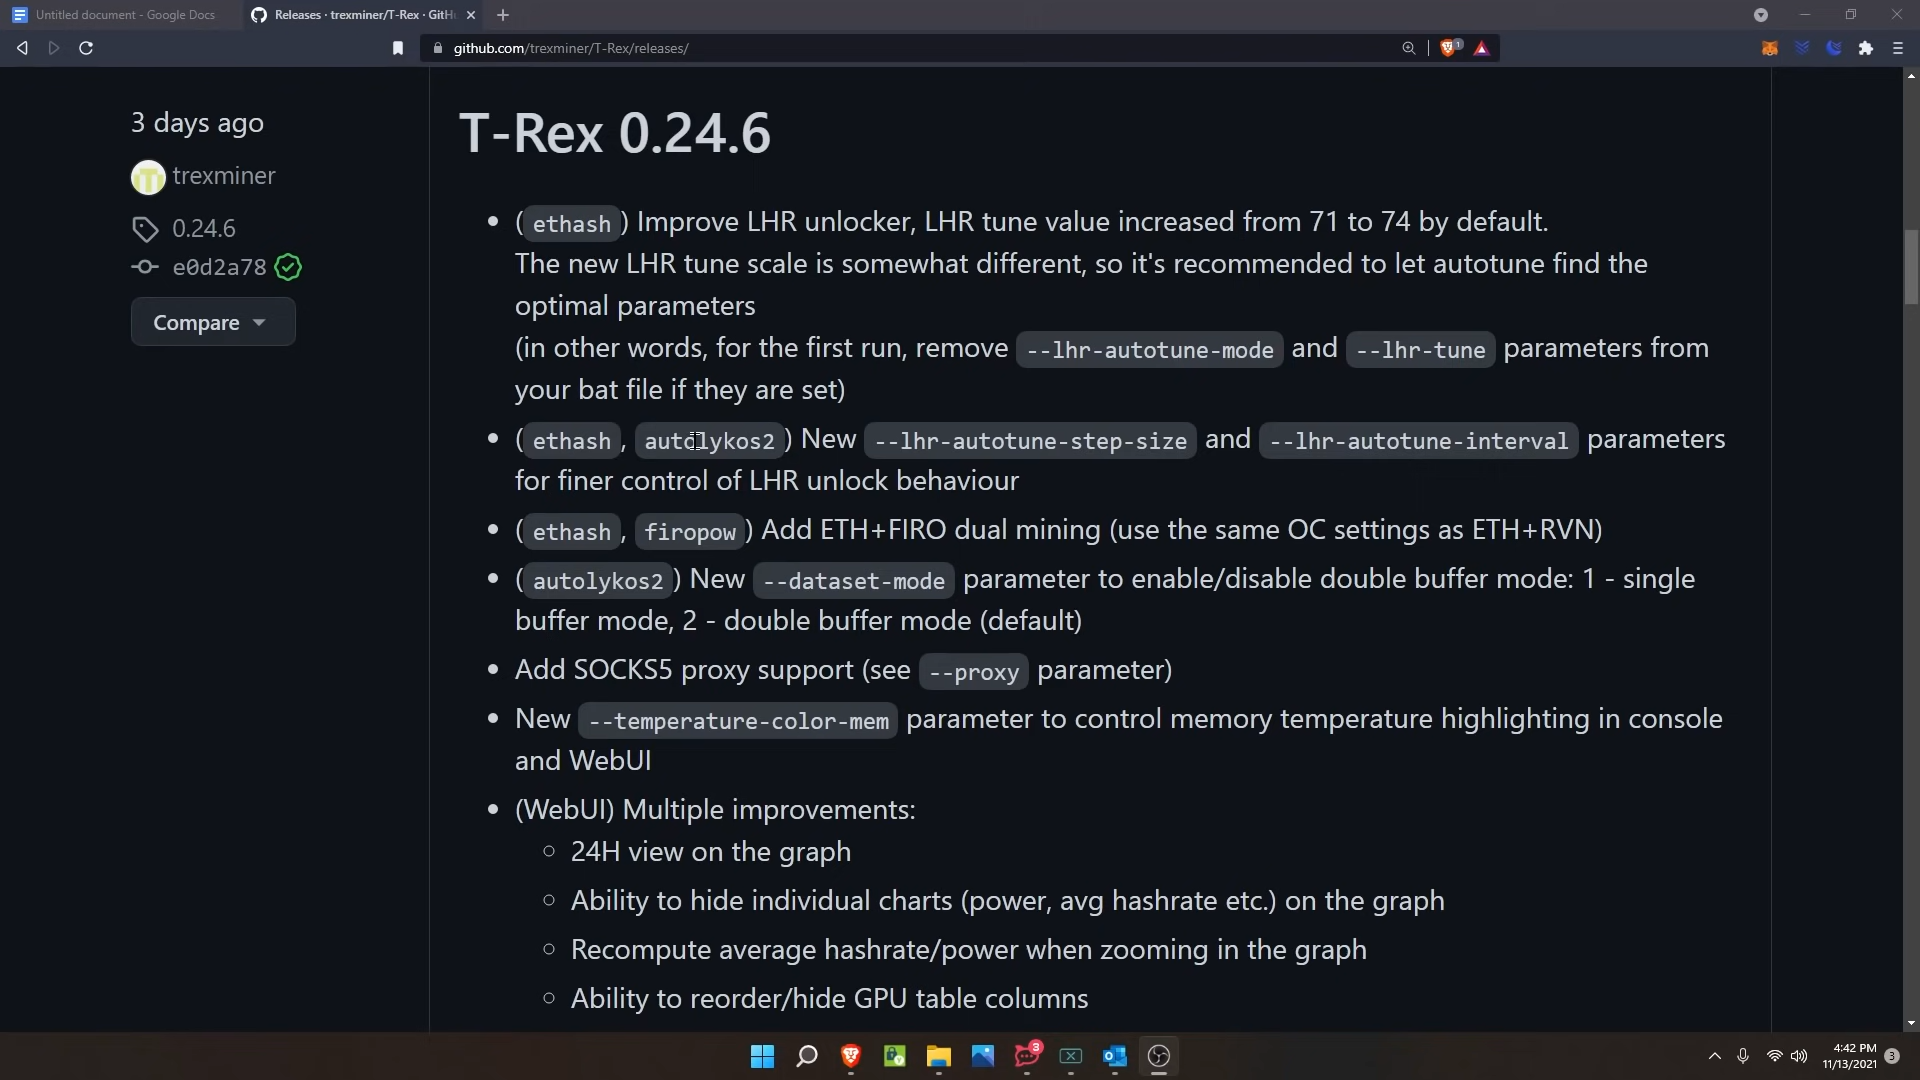 Untitled document - Google Docs
Releases · trexminer/T-Rex · GitH
github.com/trexminer/T-Rex/releases/
1
3 days ago
trexminer
0.24.6
e0d2a78
Compare
T-Rex 0.24.6
( ethash ) Improve LHR unlocker, LHR tune value increased from 71 to 74 by default.
The new LHR tune scale is somewhat different, so it's recommended to let autotune find the
optimal parameters
(in other words, for the first run, remove --lhr-autotune-mode and --lhr-tune parameters from
your bat file if they are set)
( ethash , autolykos2 ) New --lhr-autotune-step-size and --lhr-autotune-interval parameters
for finer control of LHR unlock behaviour
( ethash , firopow ) Add ETH+FIRO dual mining (use the same OC settings as ETH+RVN)
( autolykos2 ) New --dataset-mode parameter to enable/disable double buffer mode: 1 - single
buffer mode, 2 - double buffer mode (default)
Add SOCKS5 proxy support (see --proxy parameter)
New --temperature-color-mem parameter to control memory temperature highlighting in console
and WebUI
(WebUI) Multiple improvements:
24H view on the graph
Ability to hide individual charts (power, avg hashrate etc.) on the graph
Recompute average hashrate/power when zooming in the graph
Ability to reorder/hide GPU table columns
3
4:42 PM
11/13/2021
3